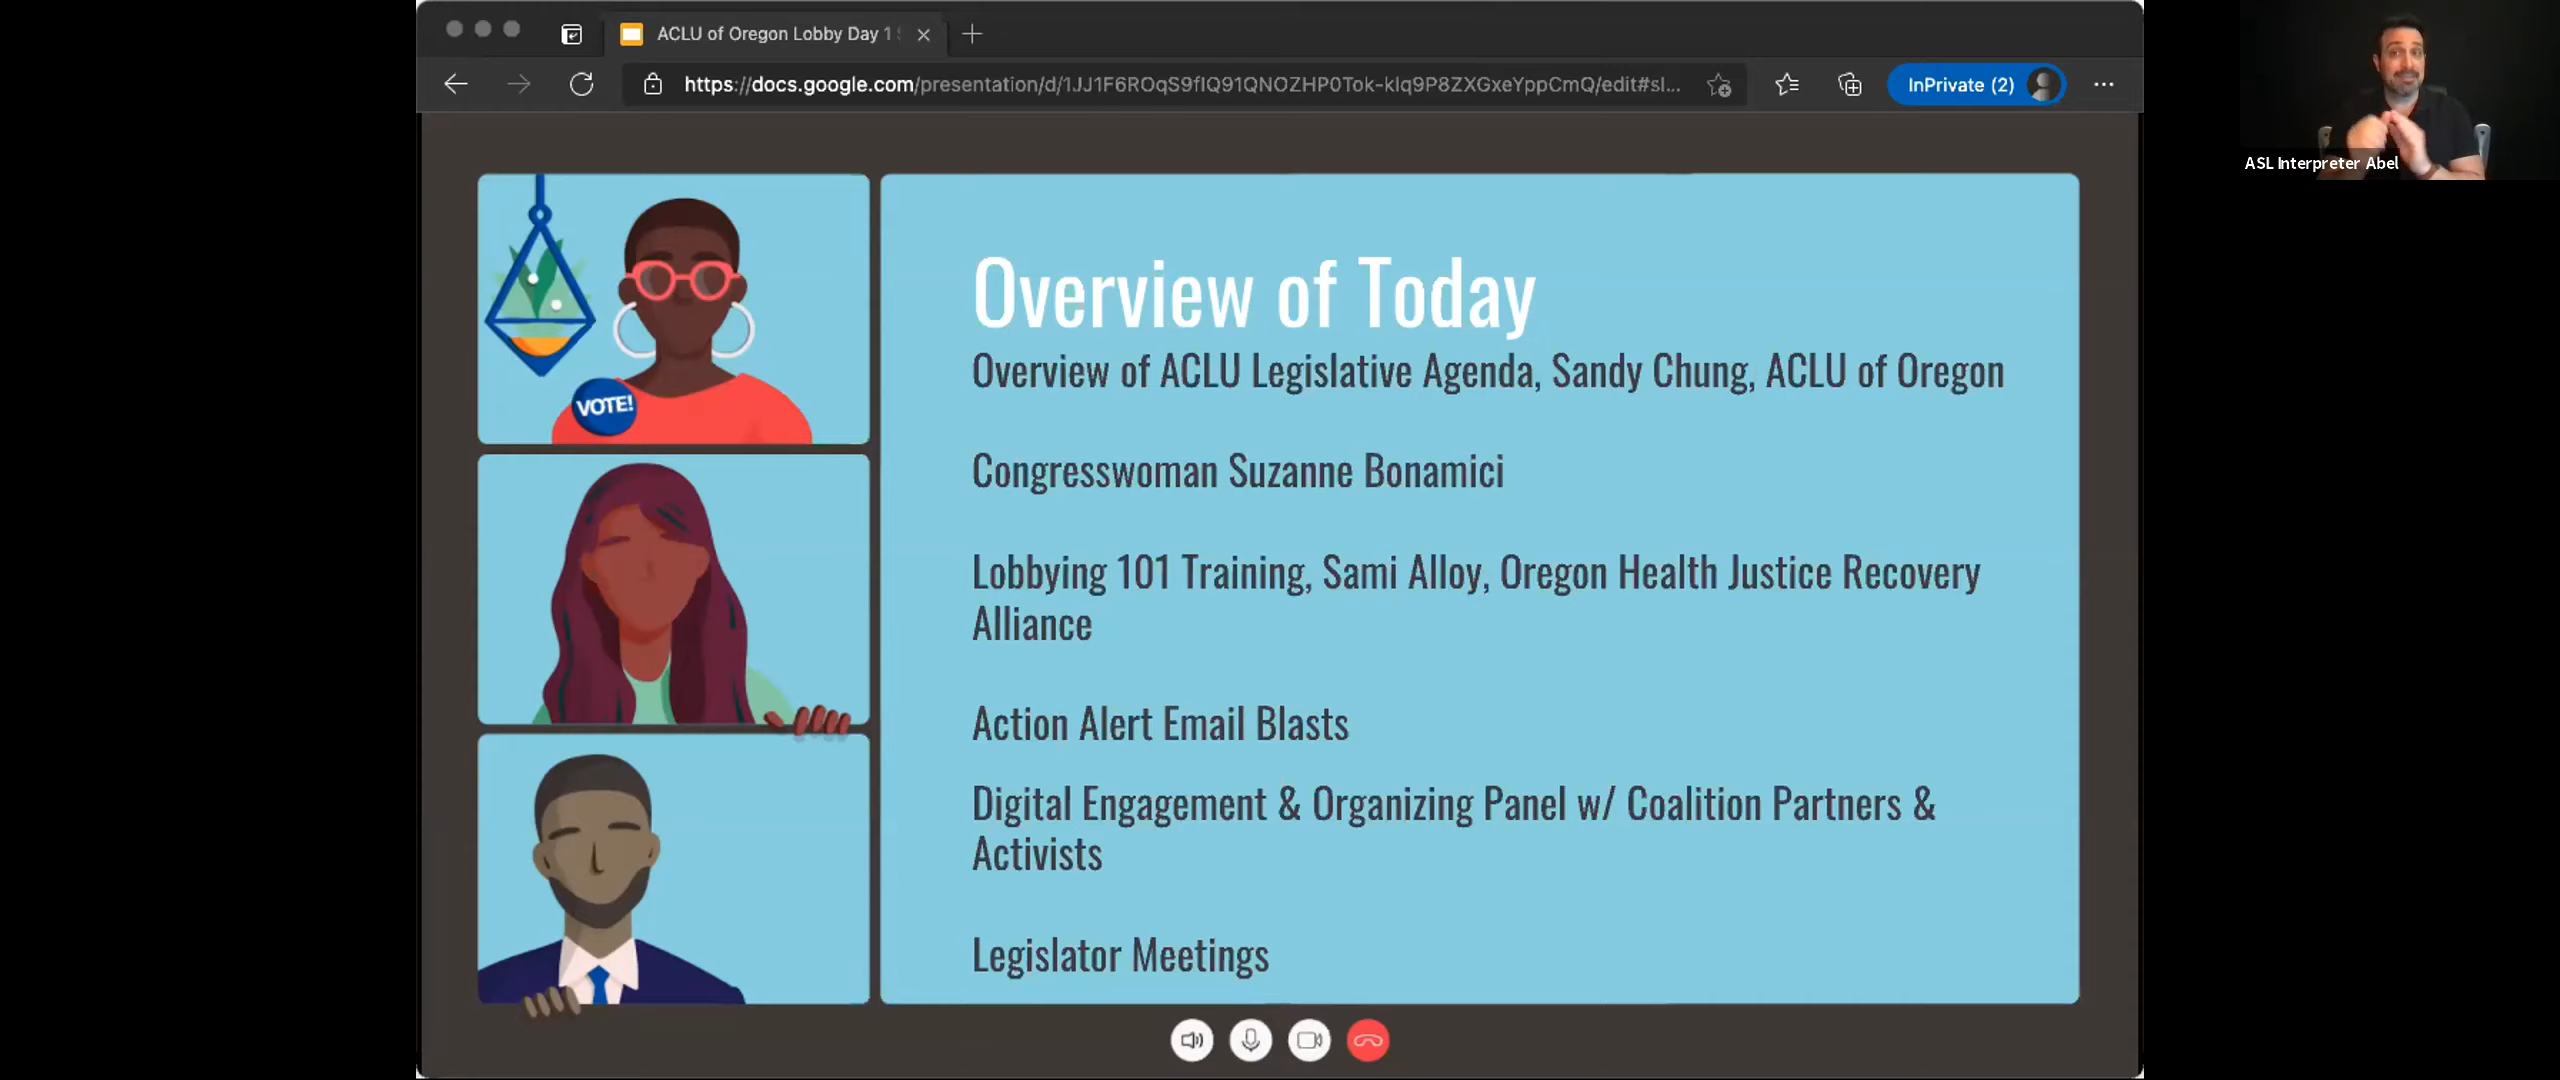 ACLU of Oregon Lobby Day 1
https://docs.google.com/presentation/d/1JJ1F6ROqS9fIQ91QNOZHP0Tok-klq9P8ZXGxeYppCmQ/edit#sl...
InPrivate (2)
ASL Interpreter Abel
VOTE!
Overview of Today
Overview of ACLU Legislative Agenda, Sandy Chung, ACLU of Oregon
Congresswoman Suzanne Bonamici
Lobbying 101 Training, Sami Alloy, Oregon Health Justice Recovery
Alliance
Action Alert Email Blasts
Digital Engagement & Organizing Panel w/ Coalition Partners &
Activists
Legislator Meetings